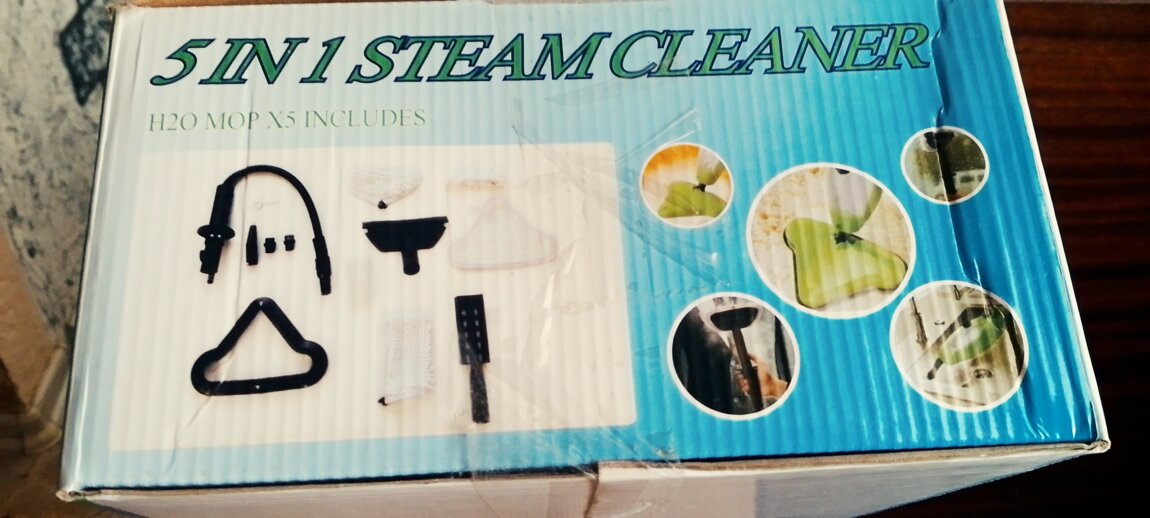 5 IN 1 STEAM CLEANER
H2O MOP X5 INCLUDES